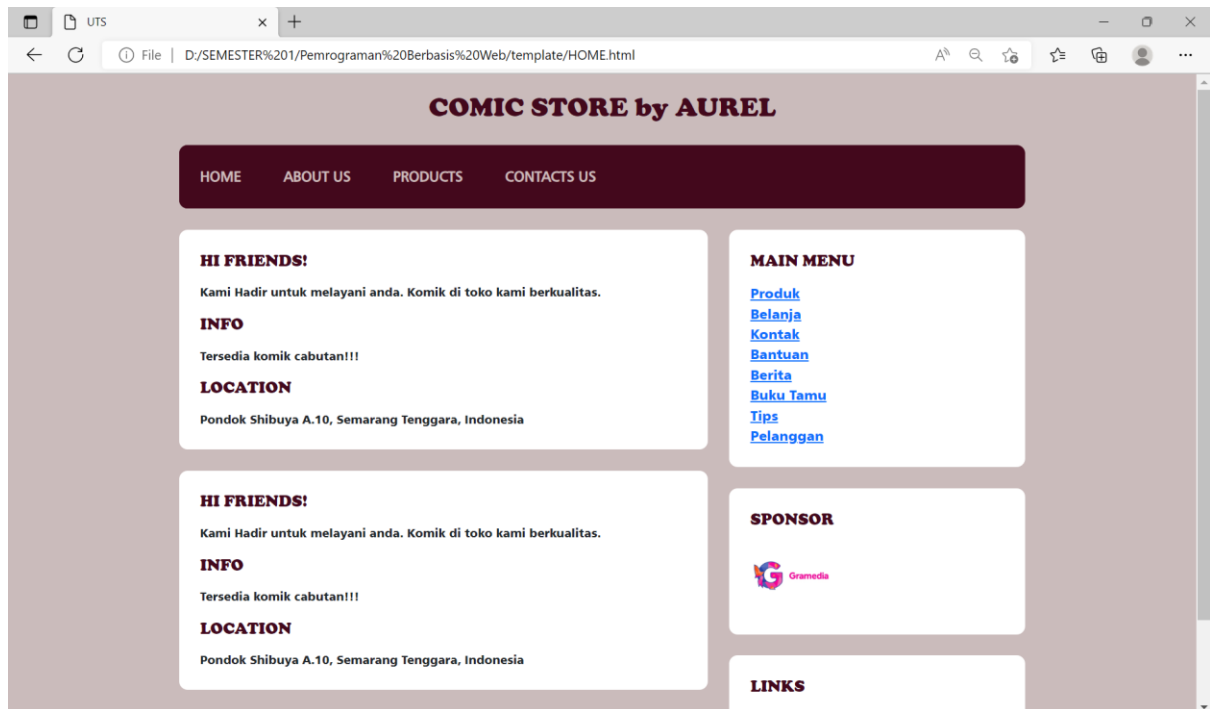 UTS
File | D:/SEMESTER%201/Pemrograman%20Berbasis%20Web/template/HOME.html
COMIC STORE by AUREL
HOME ABOUT US PRODUCTS CONTACTS US
HI FRIENDS!
Kami Hadir untuk melayani anda. Komik di toko kami berkualitas.
INFO
Tersedia komik cabutan!!!
LOCATION
Pondok Shibuya A.10, Semarang Tenggara, Indonesia
HI FRIENDS!
Kami Hadir untuk melayani anda. Komik di toko kami berkualitas.
INFO
Tersedia komik cabutan!!!
LOCATION
Pondok Shibuya A.10, Semarang Tenggara, Indonesia
MAIN MENU
Produk
Belanja
Kontak
Bantuan
Berita
Buku Tamu
Tips
Pelanggan
SPONSOR
G Gramedia
LINKS